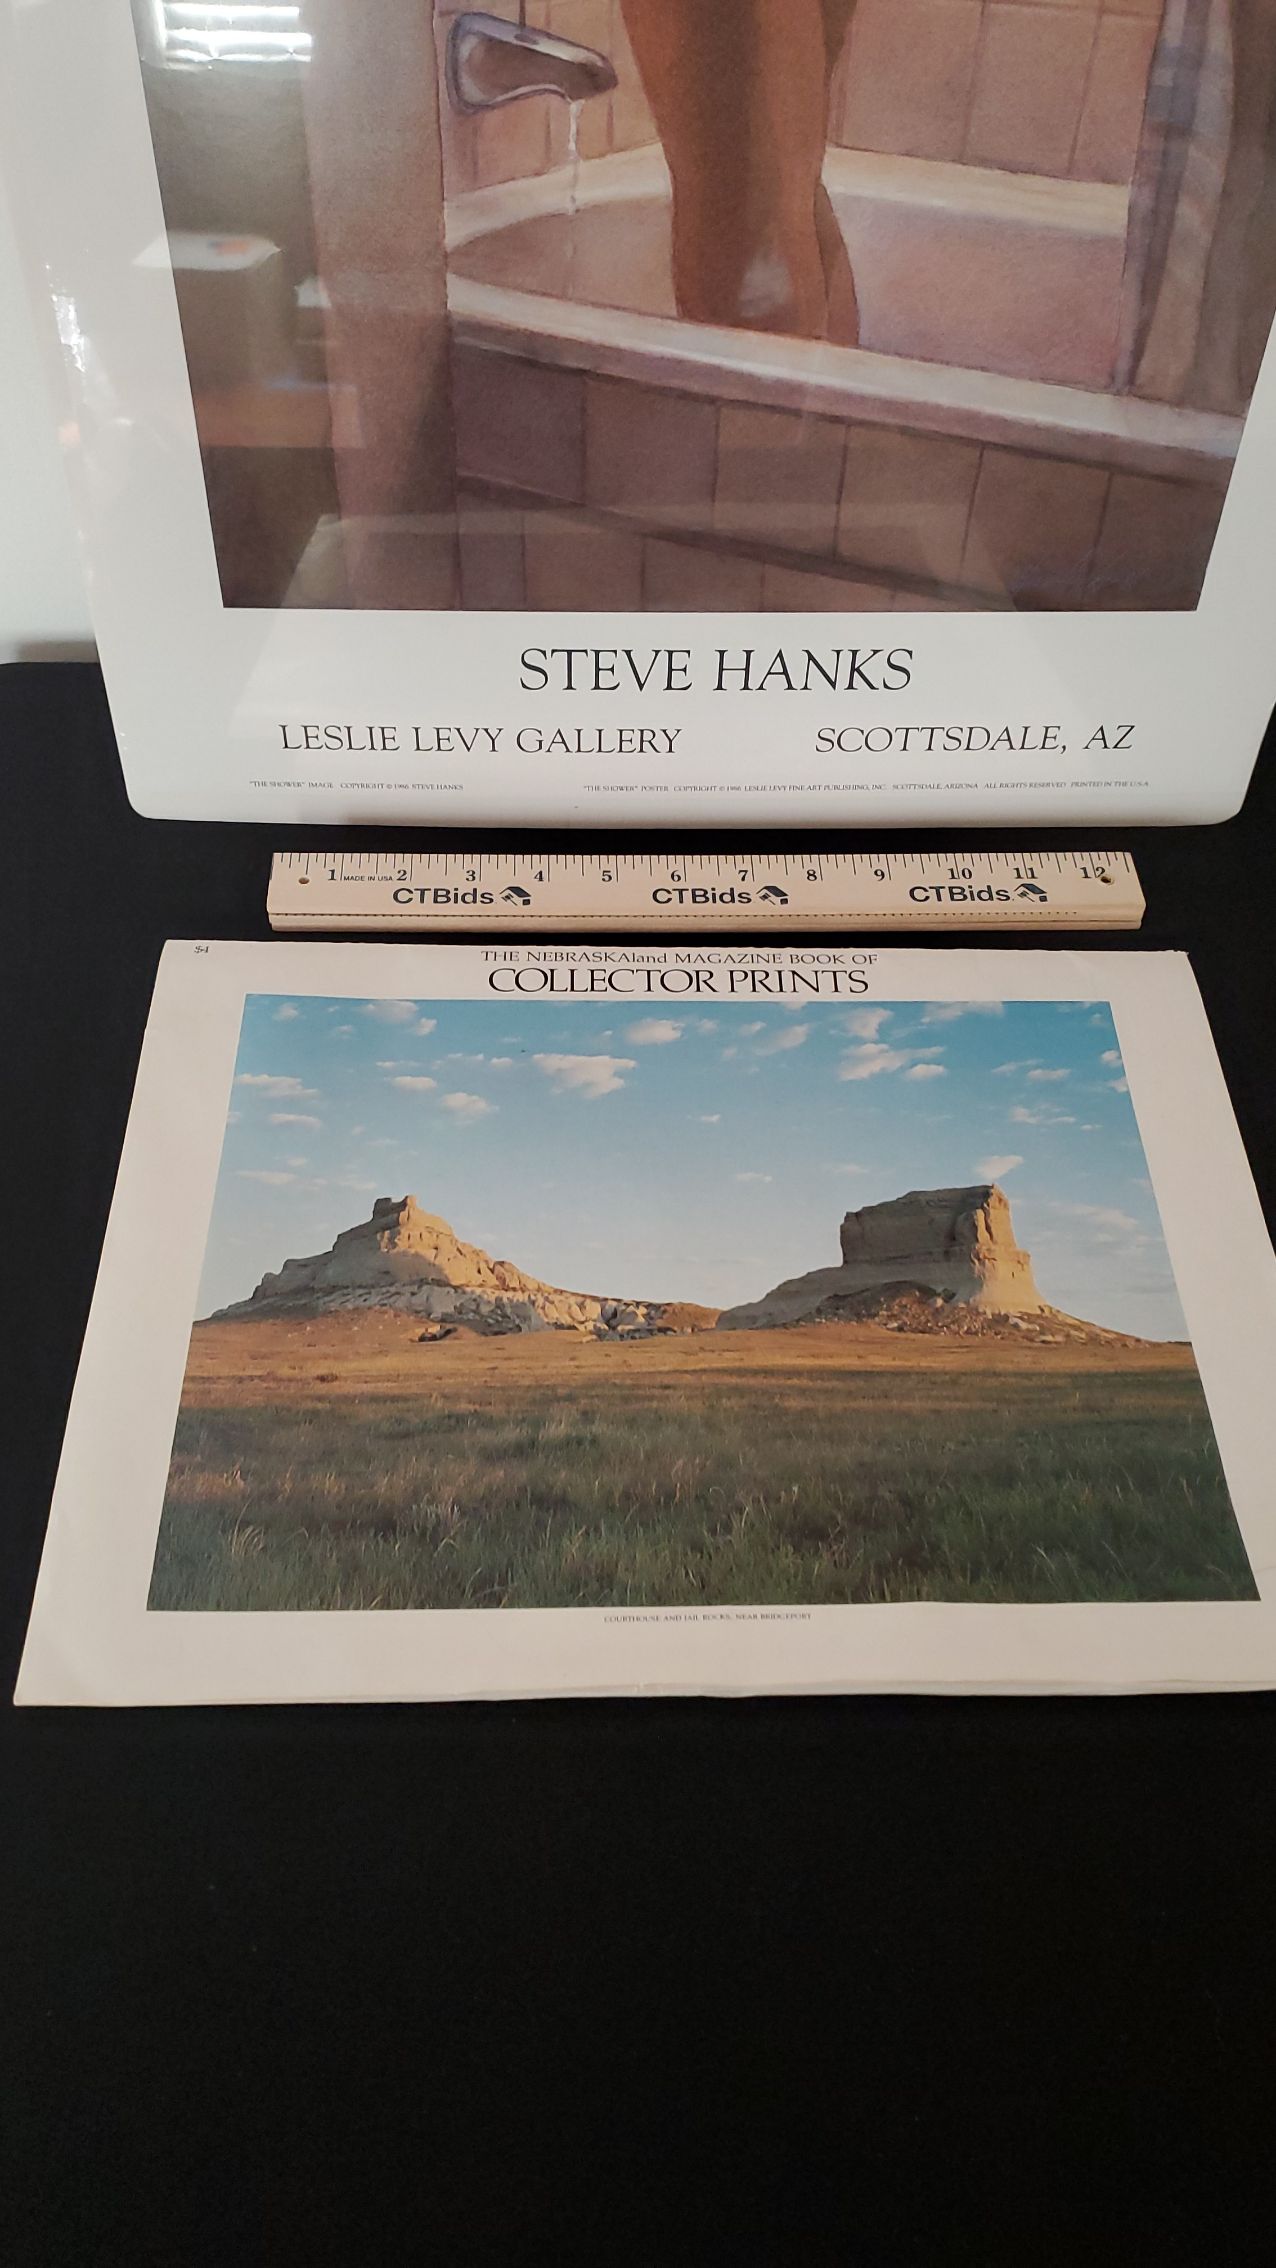 STEVE HANKS
LESLIE LEVY GALLERY SCOTTSDALE, AZ
"THE SHOWER" IMAGE COPYRIGHT © 1986 STEVE HANKS "THE SHOWER" POSTER COPYRIGHT © 1986 LESLIE LEVY FINE ART PUBLISHING, INC. SCOTTSDALE, ARIZONA ALL RIGHTS RESERVED PRINTED IN THE U.S.A
1 MADE IN USA 2 3 4 5 6 7 8 9 10 11 12
CTBids CTBids CTBids
$4
THE NEBRASKAland MAGAZINE BOOK OF
COLLECTOR PRINTS
COURTHOUSE AND JAIL ROCKS, NEAR BRIDGEPORT